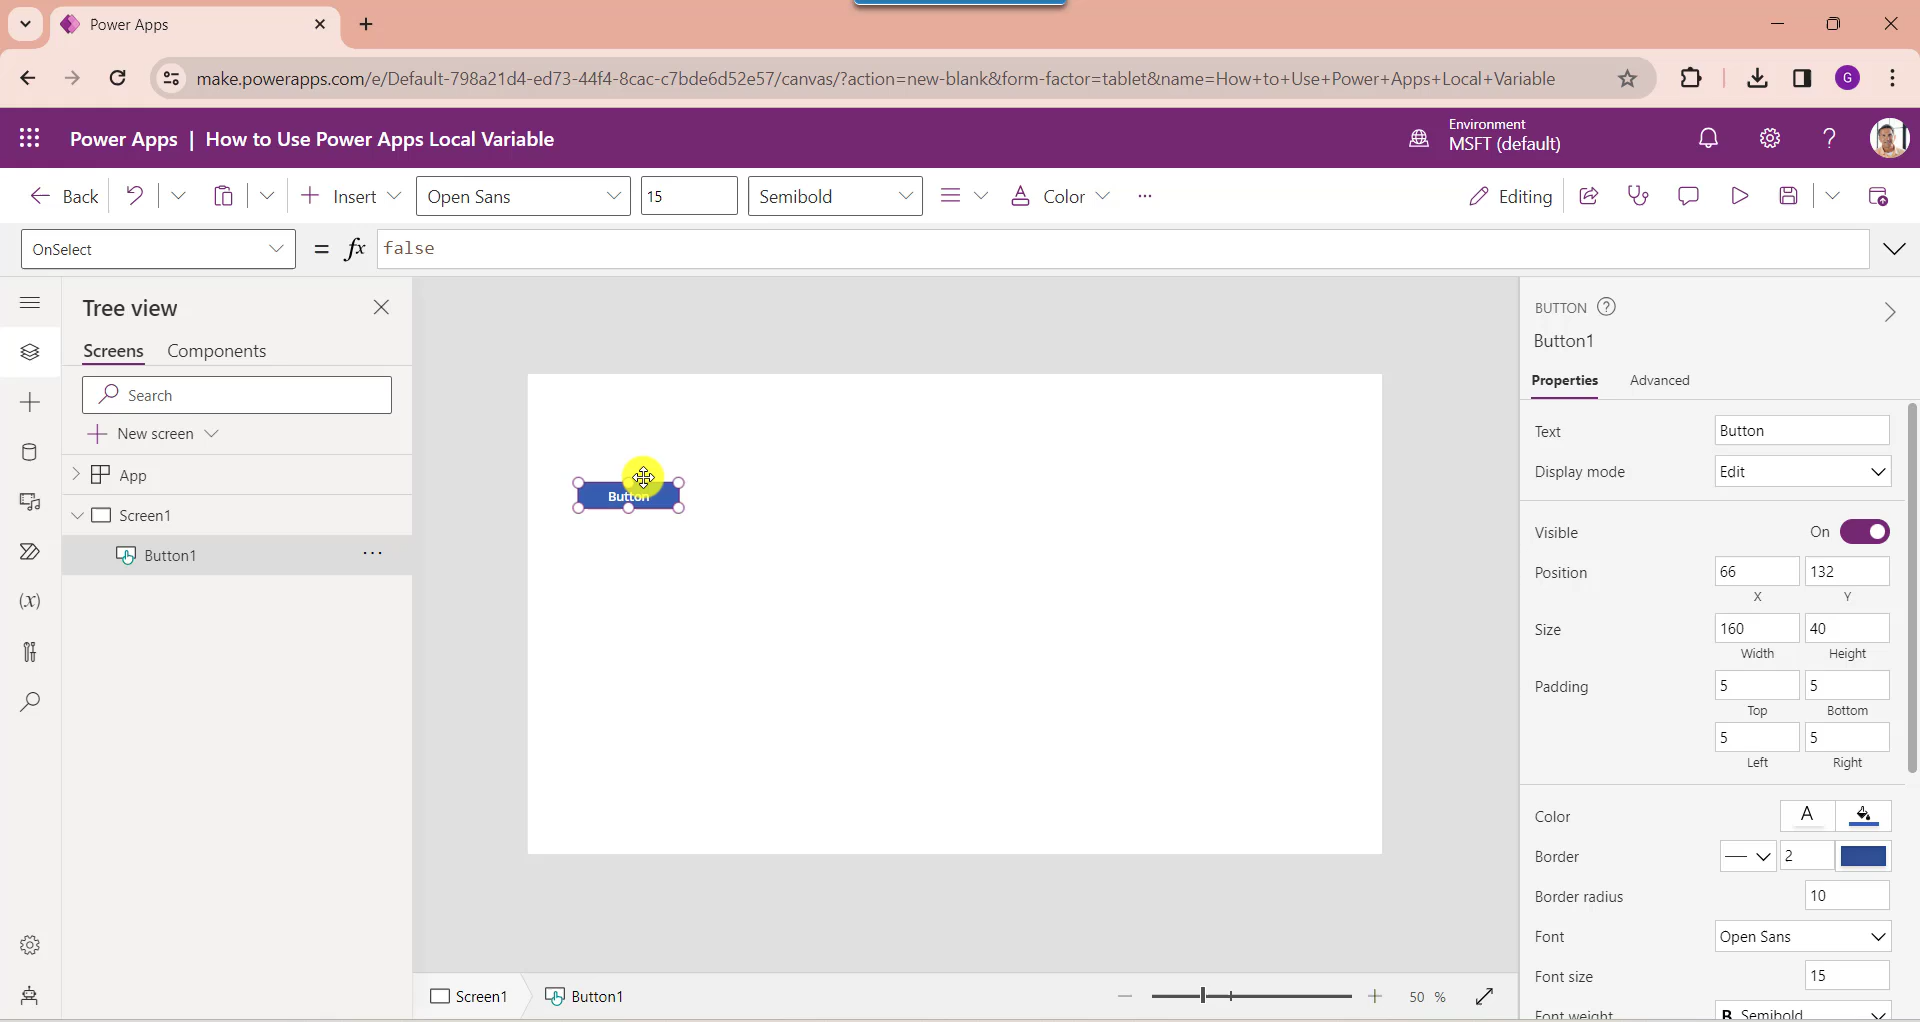 Power Apps
make.powerapps.com/e/Default-798a21d4-ed73-44f4-8cac-c7bde6d52e57/canvas/?action=new-blank&form-factor=tablet&name=How+to+Use+Power+Apps+Local+Variable
G
Power Apps | How to Use Power Apps Local Variable
Environment
MSFT (default)
?
Back
Insert
Open Sans
15
Semibold
A
Color
...
Editing
OnSelect
= fx
false
Tree view
Screens
Components
Search
New screen
App
Screen1
Button1
...
(x)
Button
BUTTON ?
Button1
Properties
Advanced
Text
Button
Display mode
Edit
Visible
On
Position
66
132
X
Y
Size
160
40
Width
Height
Padding
5
5
Top
Bottom
5
5
Left
Right
Color
A
Border
2
Border radius
10
Font
Open Sans
Font size
15
Font weight
B Semibold
Screen1
Button1
50 %